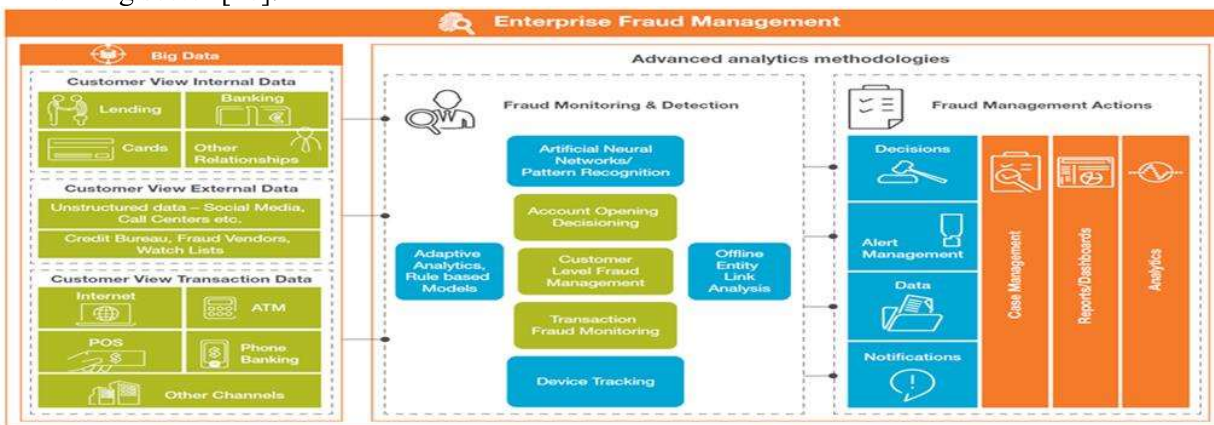 Enterprise Fraud Management
Big Data
Customer View Internal Data
Lending
Banking
Cards
Other
Relationships
Customer View External Data
Unstructured data – Social Media,
Call Centers etc.
Credit Bureau, Fraud Vendors,
Watch Lists
Customer View Transaction Data
Internet
ATM
POS
Phone
Banking
Other Channels
Advanced analytics methodologies
Fraud Monitoring & Detection
Artificial Neural
Networks/
Pattern Recognition
Account Opening
Decisioning
Adaptive
Analytics,
Rule based
Models
Customer
Level Fraud
Management
Offline
Entity
Link
Analysis
Transaction
Fraud Monitoring
Device Tracking
Fraud Management Actions
Decisions
Alert
Management
Data
Notifications
Case Management
Reports/Dashboards
Analytics